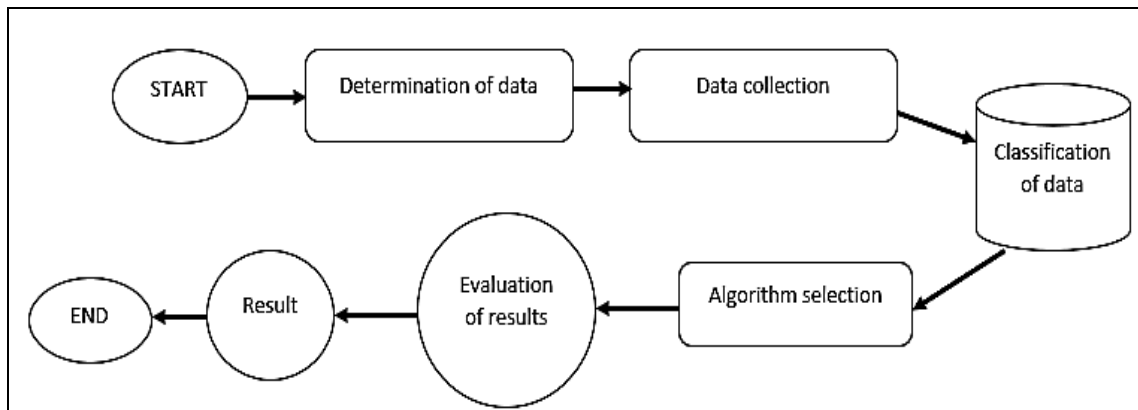 START
Determination of data
Data collection
Classification
of data
Algorithm selection
Evaluation
of results
Result
END